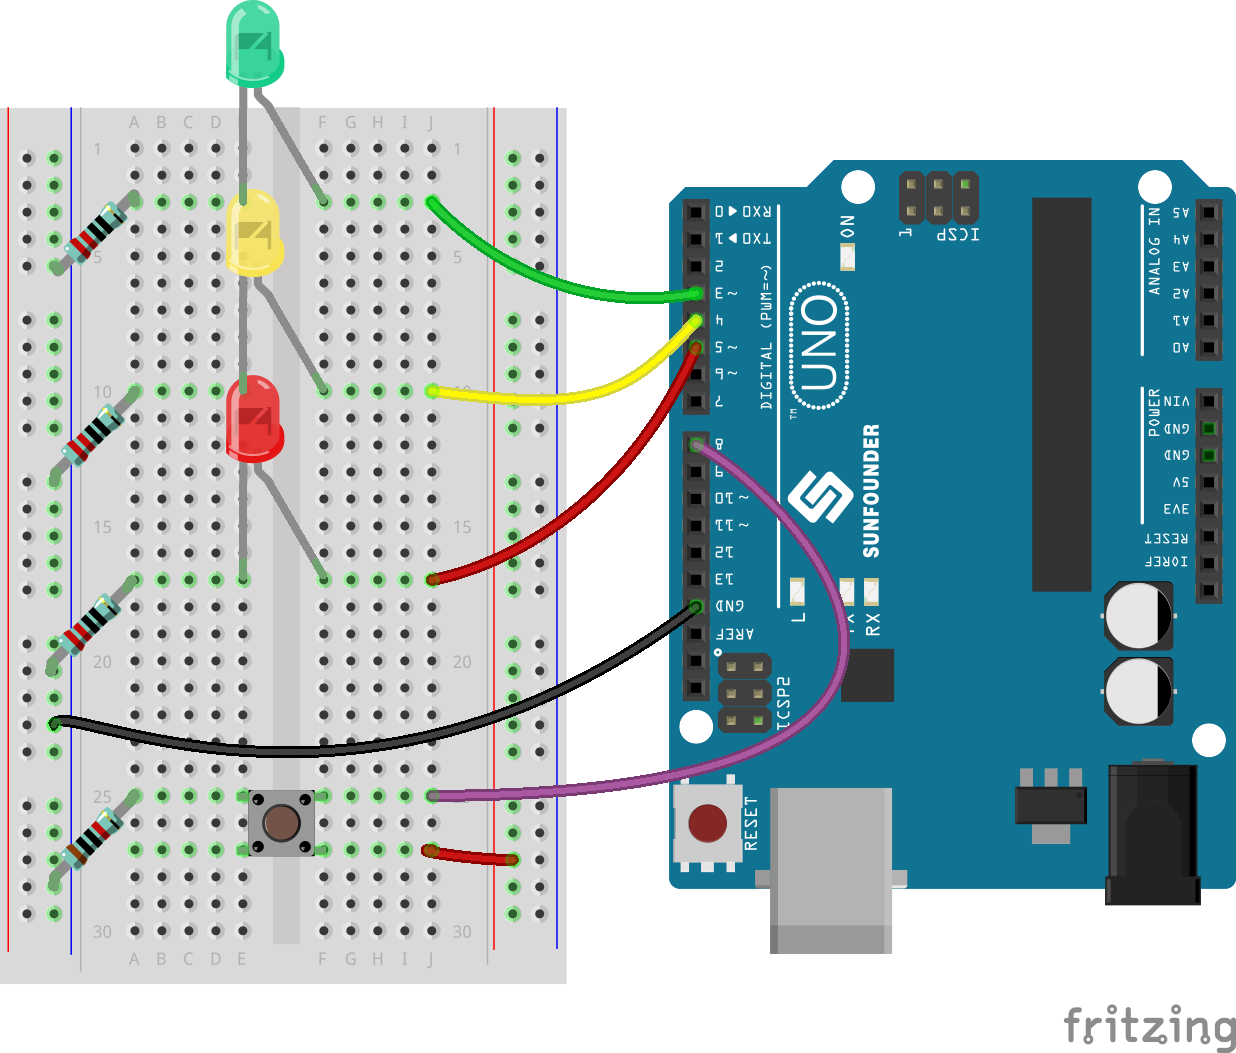 A B C D F G H I J
1 1
5 5
10 10
15 15
20 20
25 25
30 30
A B C D E F G H I J
RX0 ◀ 0
TX0 ▶ 1
2
~ 3
4
~ 5
~ 6
7
8
9
~ 10
~ 11
12
13
GND
AREF
DIGITAL (PWM=~)
ON
1 ICSP
UNO
™
SUNFOUNDER
L
RX
ICSP2
RESET
ANALOG IN
A5
A4
A3
A2
A1
A0
POWER
VIN
GND
GND
5V
3V3
RESET
IOREF
fritzing